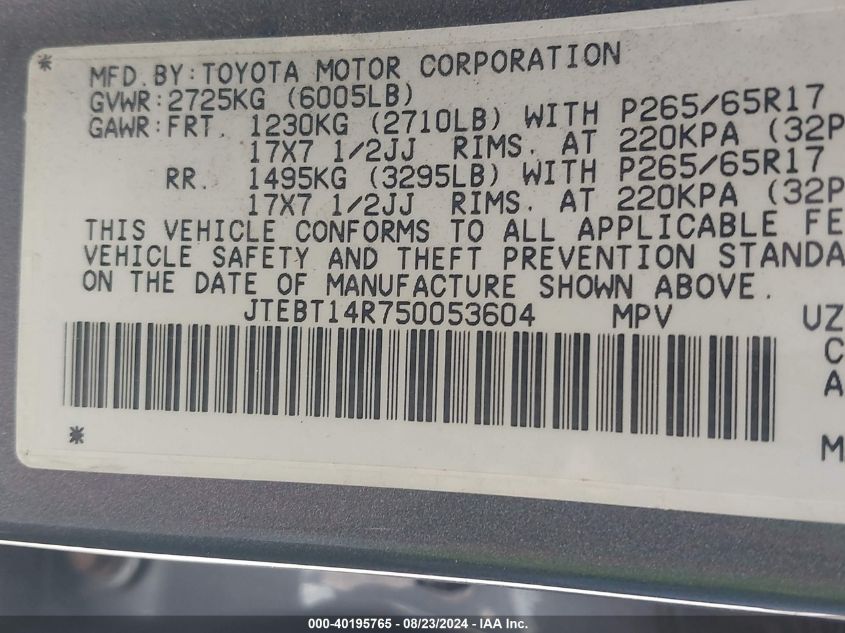 MFD. BY: TOYOTA MOTOR CORPORATION
GVWR: 2725KG (6005LB)
GAWR: FRT. 1230KG (2710LB) WITH P265/65R17
17X7 1/2JJ RIMS. AT 220KPA (32P
RR. 1495KG (3295LB) WITH P265/65R17
17X7 1/2JJ RIMS. AT 220KPA (32P
THIS VEHICLE CONFORMS TO ALL APPLICABLE FE
VEHICLE SAFETY AND THEFT PREVENTION STANDA
ON THE DATE OF MANUFACTURE SHOWN ABOVE.
JTEBT14R750053604 MPV UZ
C
A
M
000-40195765 - 08/23/2024 - IAA Inc.